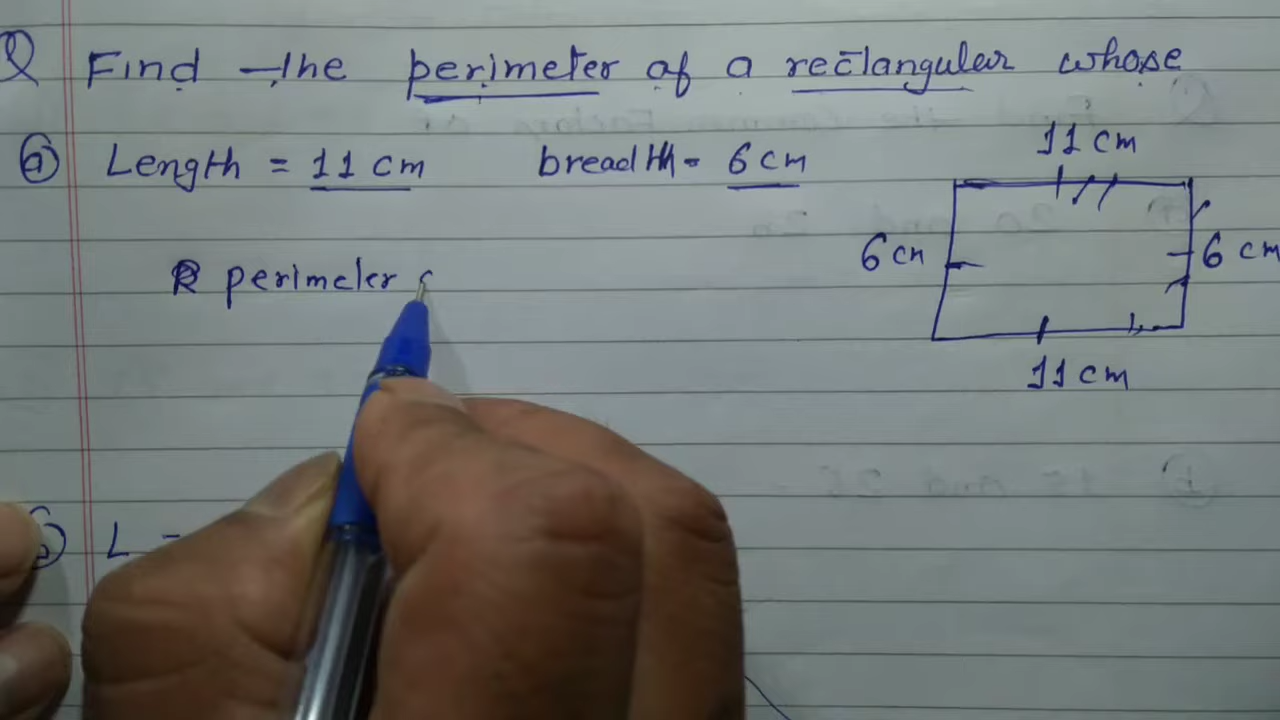 Q Find the perimeter of a rectangular whose
(a) Length = 11 cm breadth = 6 cm
11 cm
6 cm 6 cm
perimeter
11 cm
L =